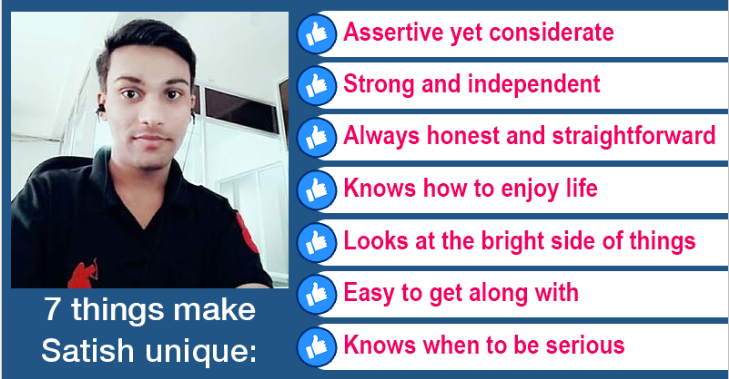 7 things make
Satish unique:
Assertive yet considerate
Strong and independent
Always honest and straightforward
Knows how to enjoy life
Looks at the bright side of things
Easy to get along with
Knows when to be serious